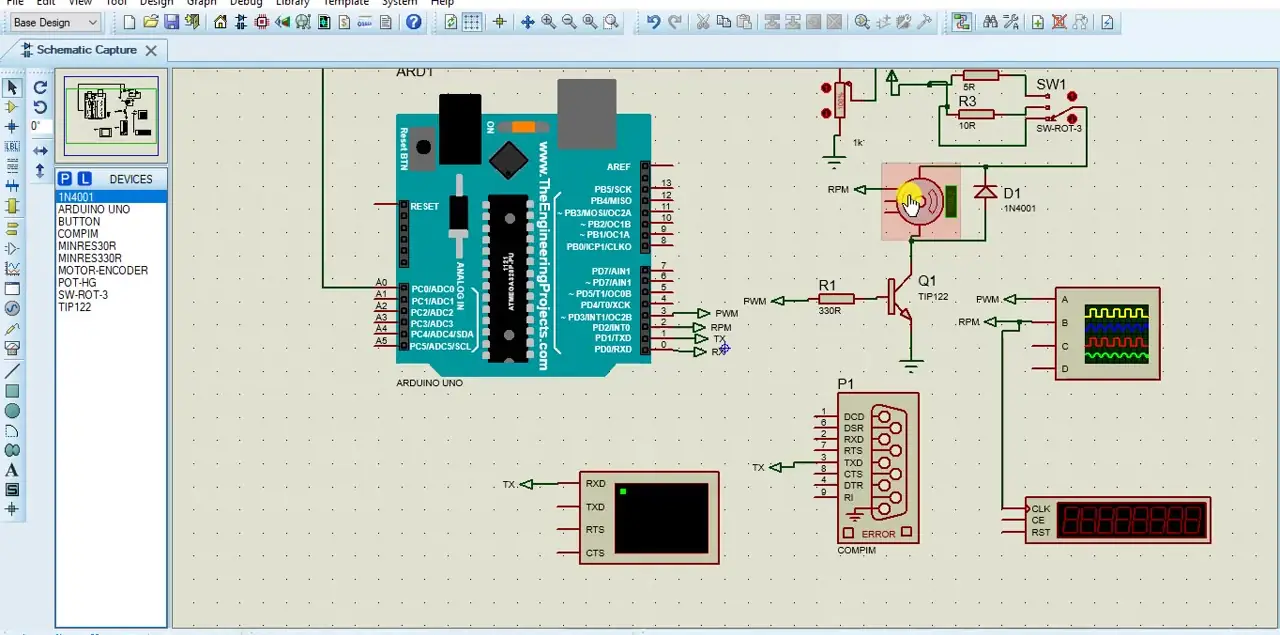 File Edit View Tool Design Graph Debug Library Template System Help
Base Design
Schematic Capture
0°
LBL
P L DEVICES
1N4001
ARDUINO UNO
BUTTON
COMPIM
MINRES30R
MINRES330R
MOTOR-ENCODER
POT-HG
SW-ROT-3
TIP122
A
S
ARD1
Reset BTN
ON
www.TheEngineeringProjects.com
ANALOG IN
RESET
AREF
PB5/SCK 13
PB4/MISO 12
~ PB3/MOSI/OC2A 11
~ PB2/OC1B 10
~ PB1/OC1A 9
PB0/ICP1/CLKO 8
PD7/AIN1 7
~ PD6/AIN1 6
~ PD5/T1/OC0B 5
PD4/T0/XCK 4
~ PD3/INT1/OC2B 3 PWM
PD2/INT0 2 RPM
PD1/TXD 1 TX
PD0/RXD 0 RX
A0 PC0/ADC0
A1 PC1/ADC1
A2 PC2/ADC2
A3 PC3/ADC3
A4 PC4/ADC4/SDA
A5 PC5/ADC5/SCL
ARDUINO UNO
1k
5R
R3
10R
SW1
SW-ROT-3
RPM
D1
1N4001
Q1
TIP122
PWM
R1
330R
PWM A
RPM B
C
D
P1
1 DCD
6 DSR
2 RXD
7 RTS
TX 3 TXD
8 CTS
4 DTR
9 RI
ERROR
COMPIM
TX RXD
TXD
RTS
CTS
CLK
CE
RST